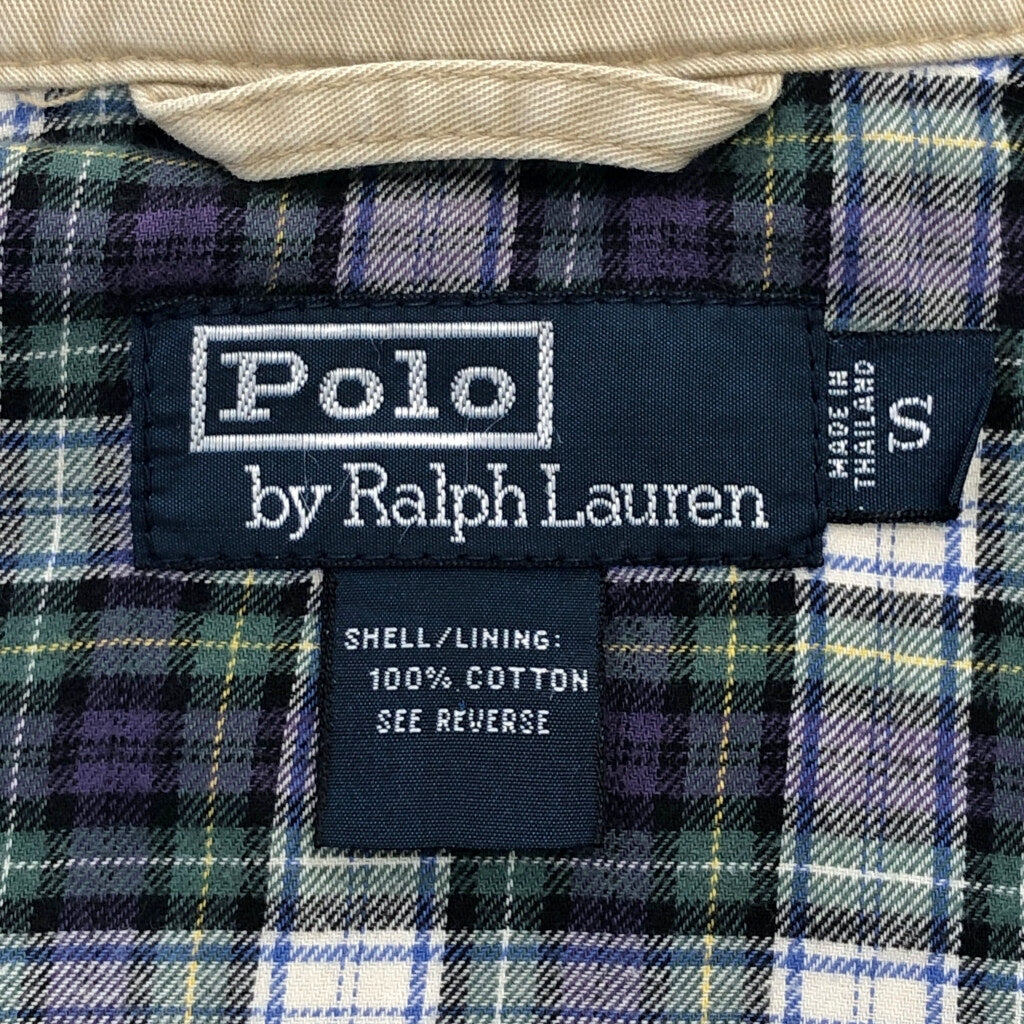 Polo
by Ralph Lauren
MADE IN
THAILAND
S
SHELL/LINING:
100% COTTON
SEE REVERSE